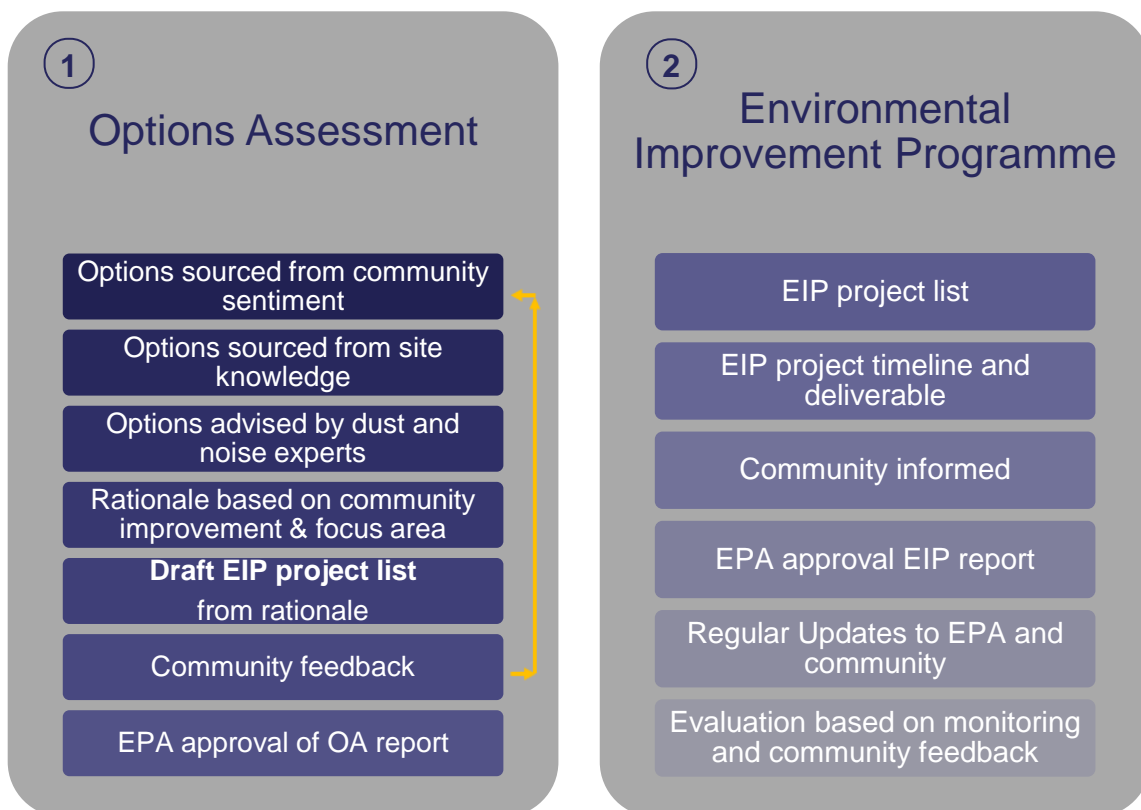 1
Options Assessment
Options sourced from community
sentiment
Options sourced from site
knowledge
Options advised by dust and
noise experts
Rationale based on community
improvement & focus area
Draft EIP project list
from rationale
Community feedback
EPA approval of OA report
2
Environmental
Improvement Programme
EIP project list
EIP project timeline and
deliverable
Community informed
EPA approval EIP report
Regular Updates to EPA and
community
Evaluation based on monitoring
and community feedback